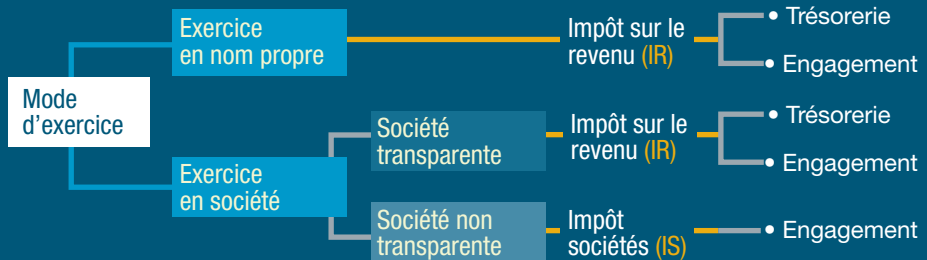 Mode
d'exercice
Exercice
en nom propre
Impôt sur le
revenu (IR)
• Trésorerie
• Engagement
Exercice
en société
Société
transparente
Impôt sur le
revenu (IR)
• Trésorerie
• Engagement
Société non
transparente
Impôt
sociétés (IS)
• Engagement